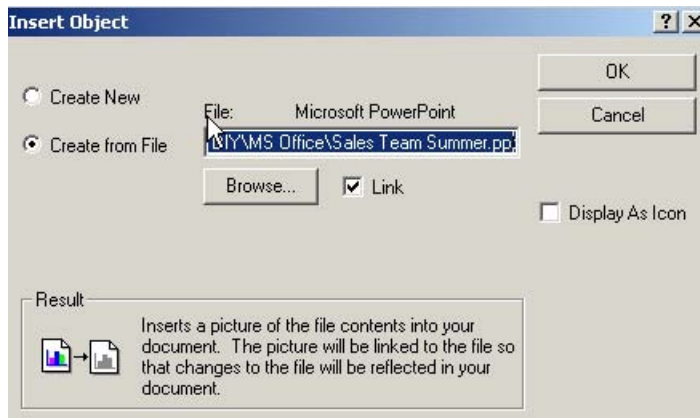 Insert Object
Create New
File: Microsoft PowerPoint
OK
Cancel
Create from File
\MS Office\Sales Team Summer.pp
Browse...
Link
Display As Icon
Result
Inserts a picture of the file contents into your
document. The picture will be linked to the file so
that changes to the file will be reflected in your
document.